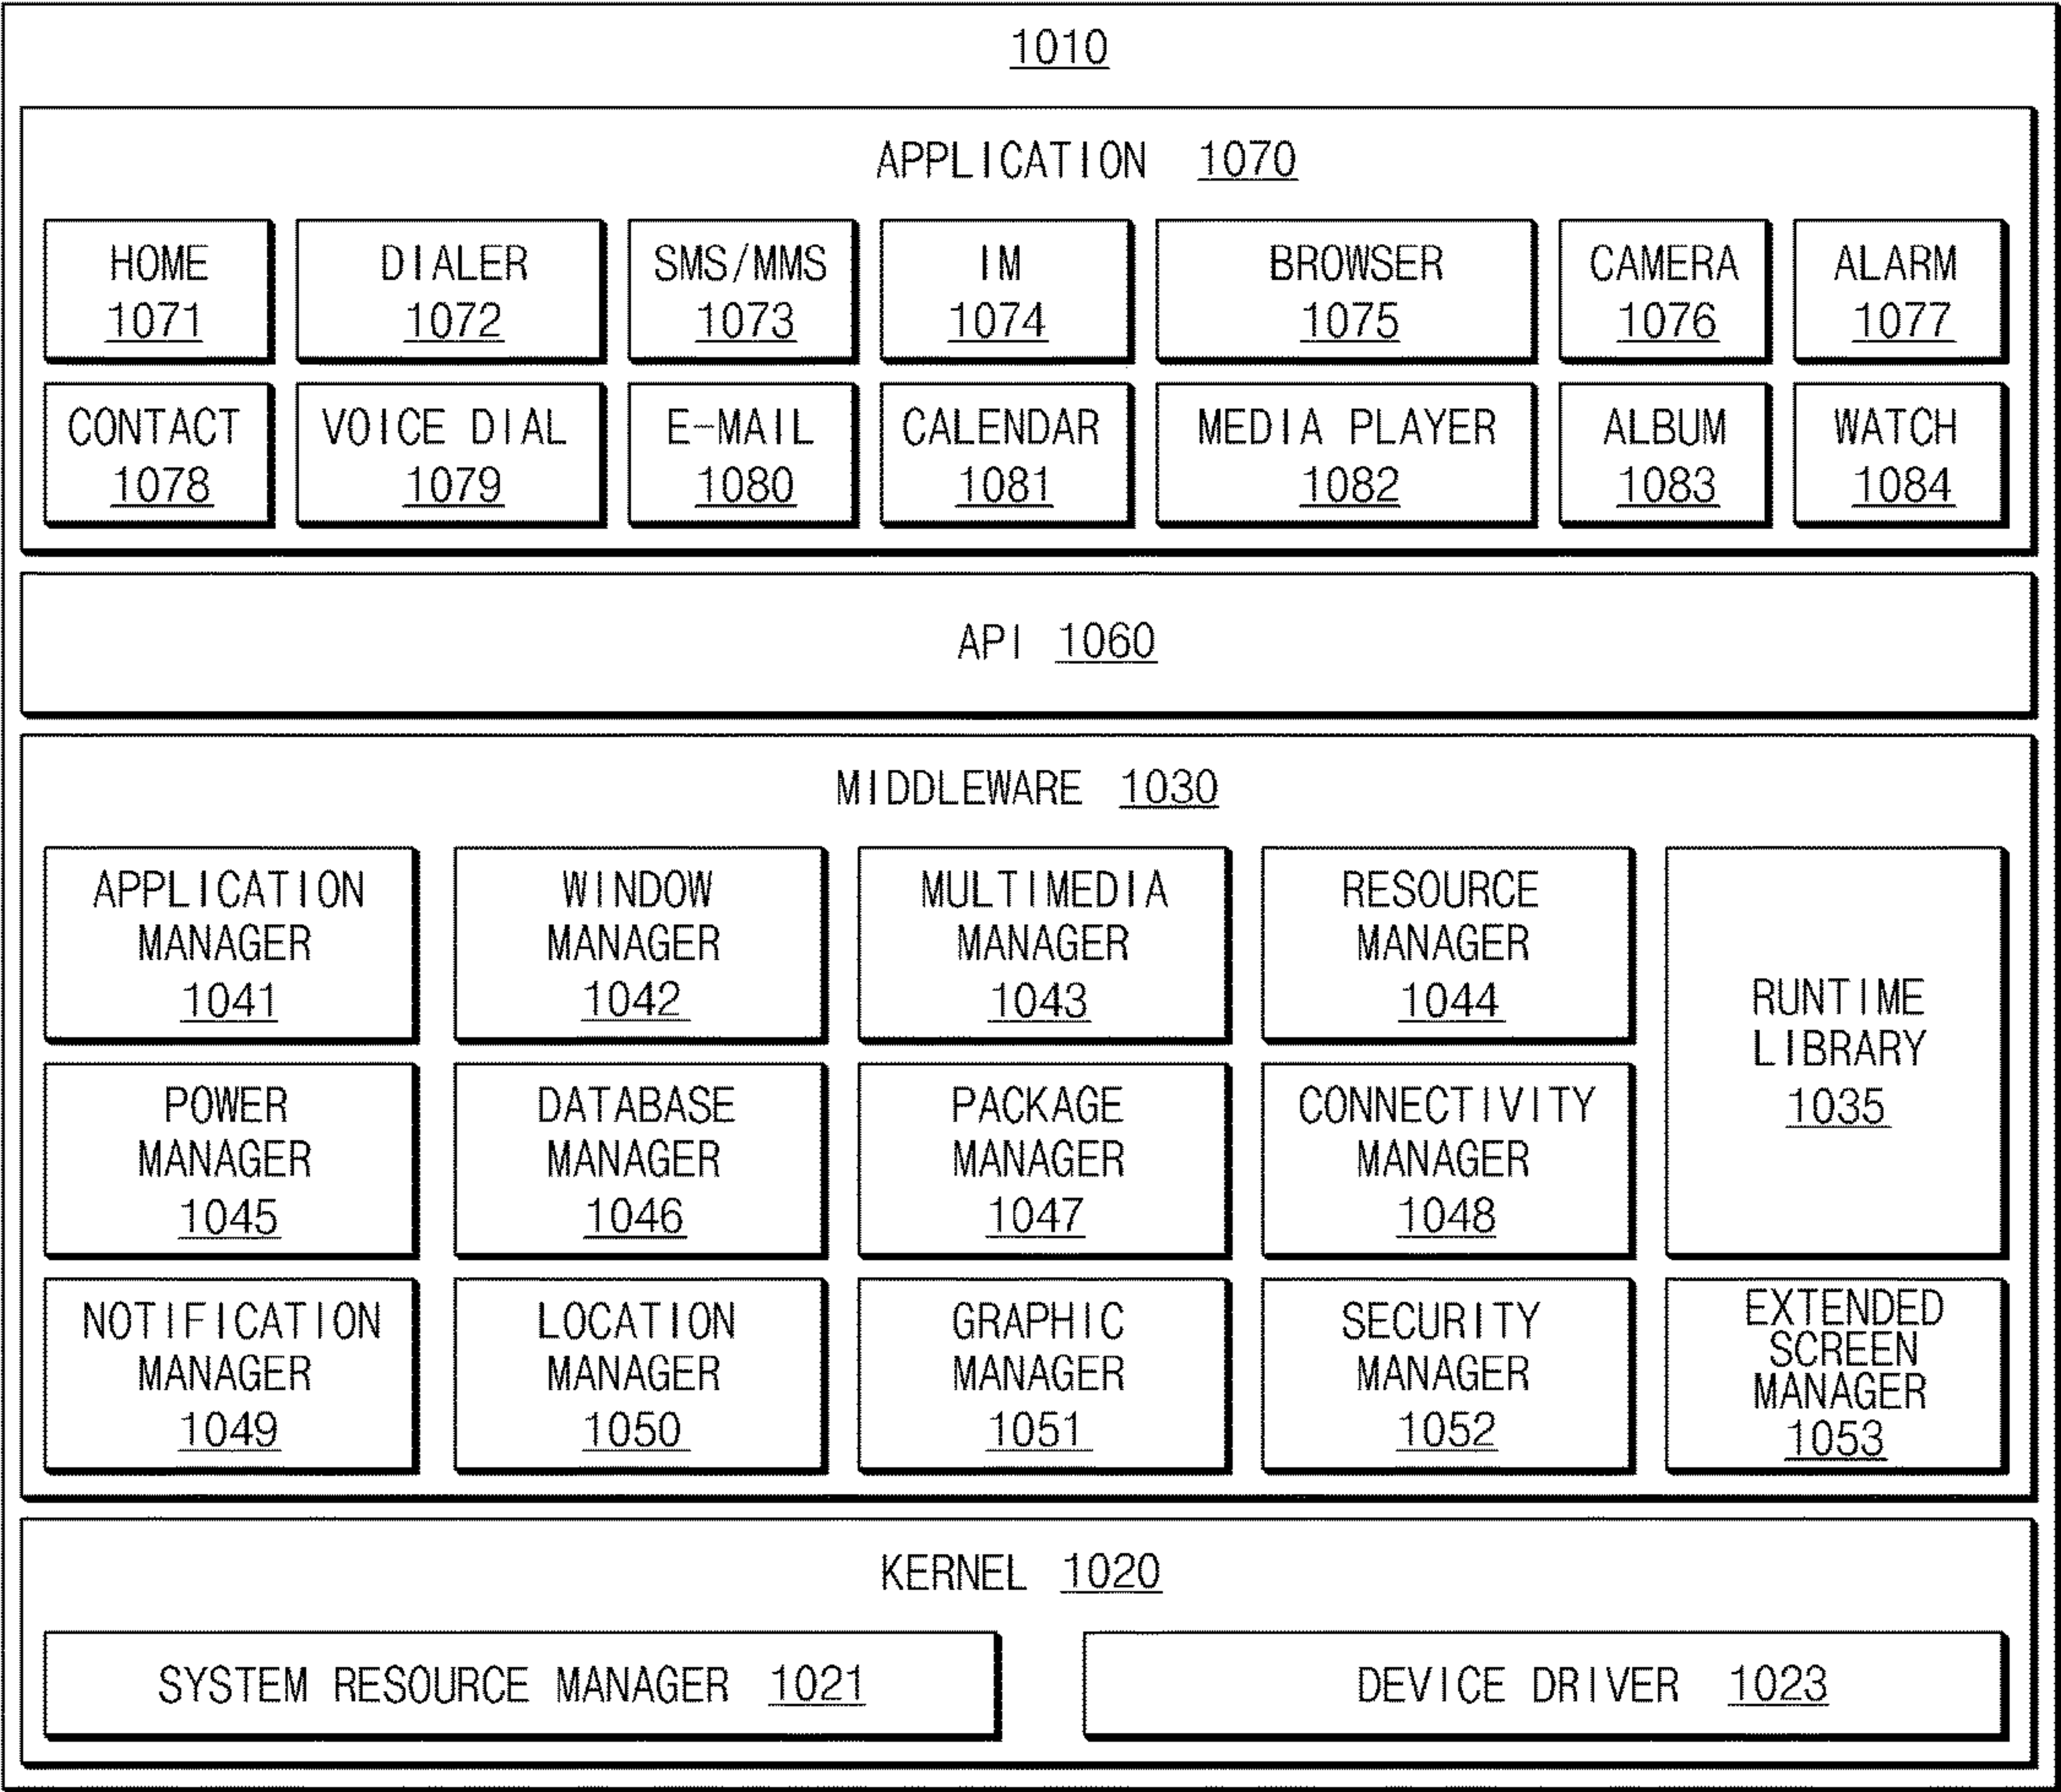 1010
APPLICATION 1070
HOME DIALER SMS/MMS IM BROWSER CAMERA ALARM
1071 1072 1073 1074 1075 1076 1077
CONTACT VOICE DIAL E-MAIL CALENDAR MEDIA PLAYER ALBUM WATCH
1078 1079 1080 1081 1082 1083 1084
API 1060
MIDDLEWARE 1030
APPLICATION
MANAGER
1041
WINDOW
MANAGER
1042
MULTIMEDIA
MANAGER
1043
RESOURCE
MANAGER
1044
RUNTIME
LIBRARY
1035
POWER
MANAGER
1045
DATABASE
MANAGER
1046
PACKAGE
MANAGER
1047
CONNECTIVITY
MANAGER
1048
NOTIFICATION
MANAGER
1049
LOCATION
MANAGER
1050
GRAPHIC
MANAGER
1051
SECURITY
MANAGER
1052
EXTENDED
SCREEN
MANAGER
1053
KERNEL 1020
SYSTEM RESOURCE MANAGER 1021
DEVICE DRIVER 1023